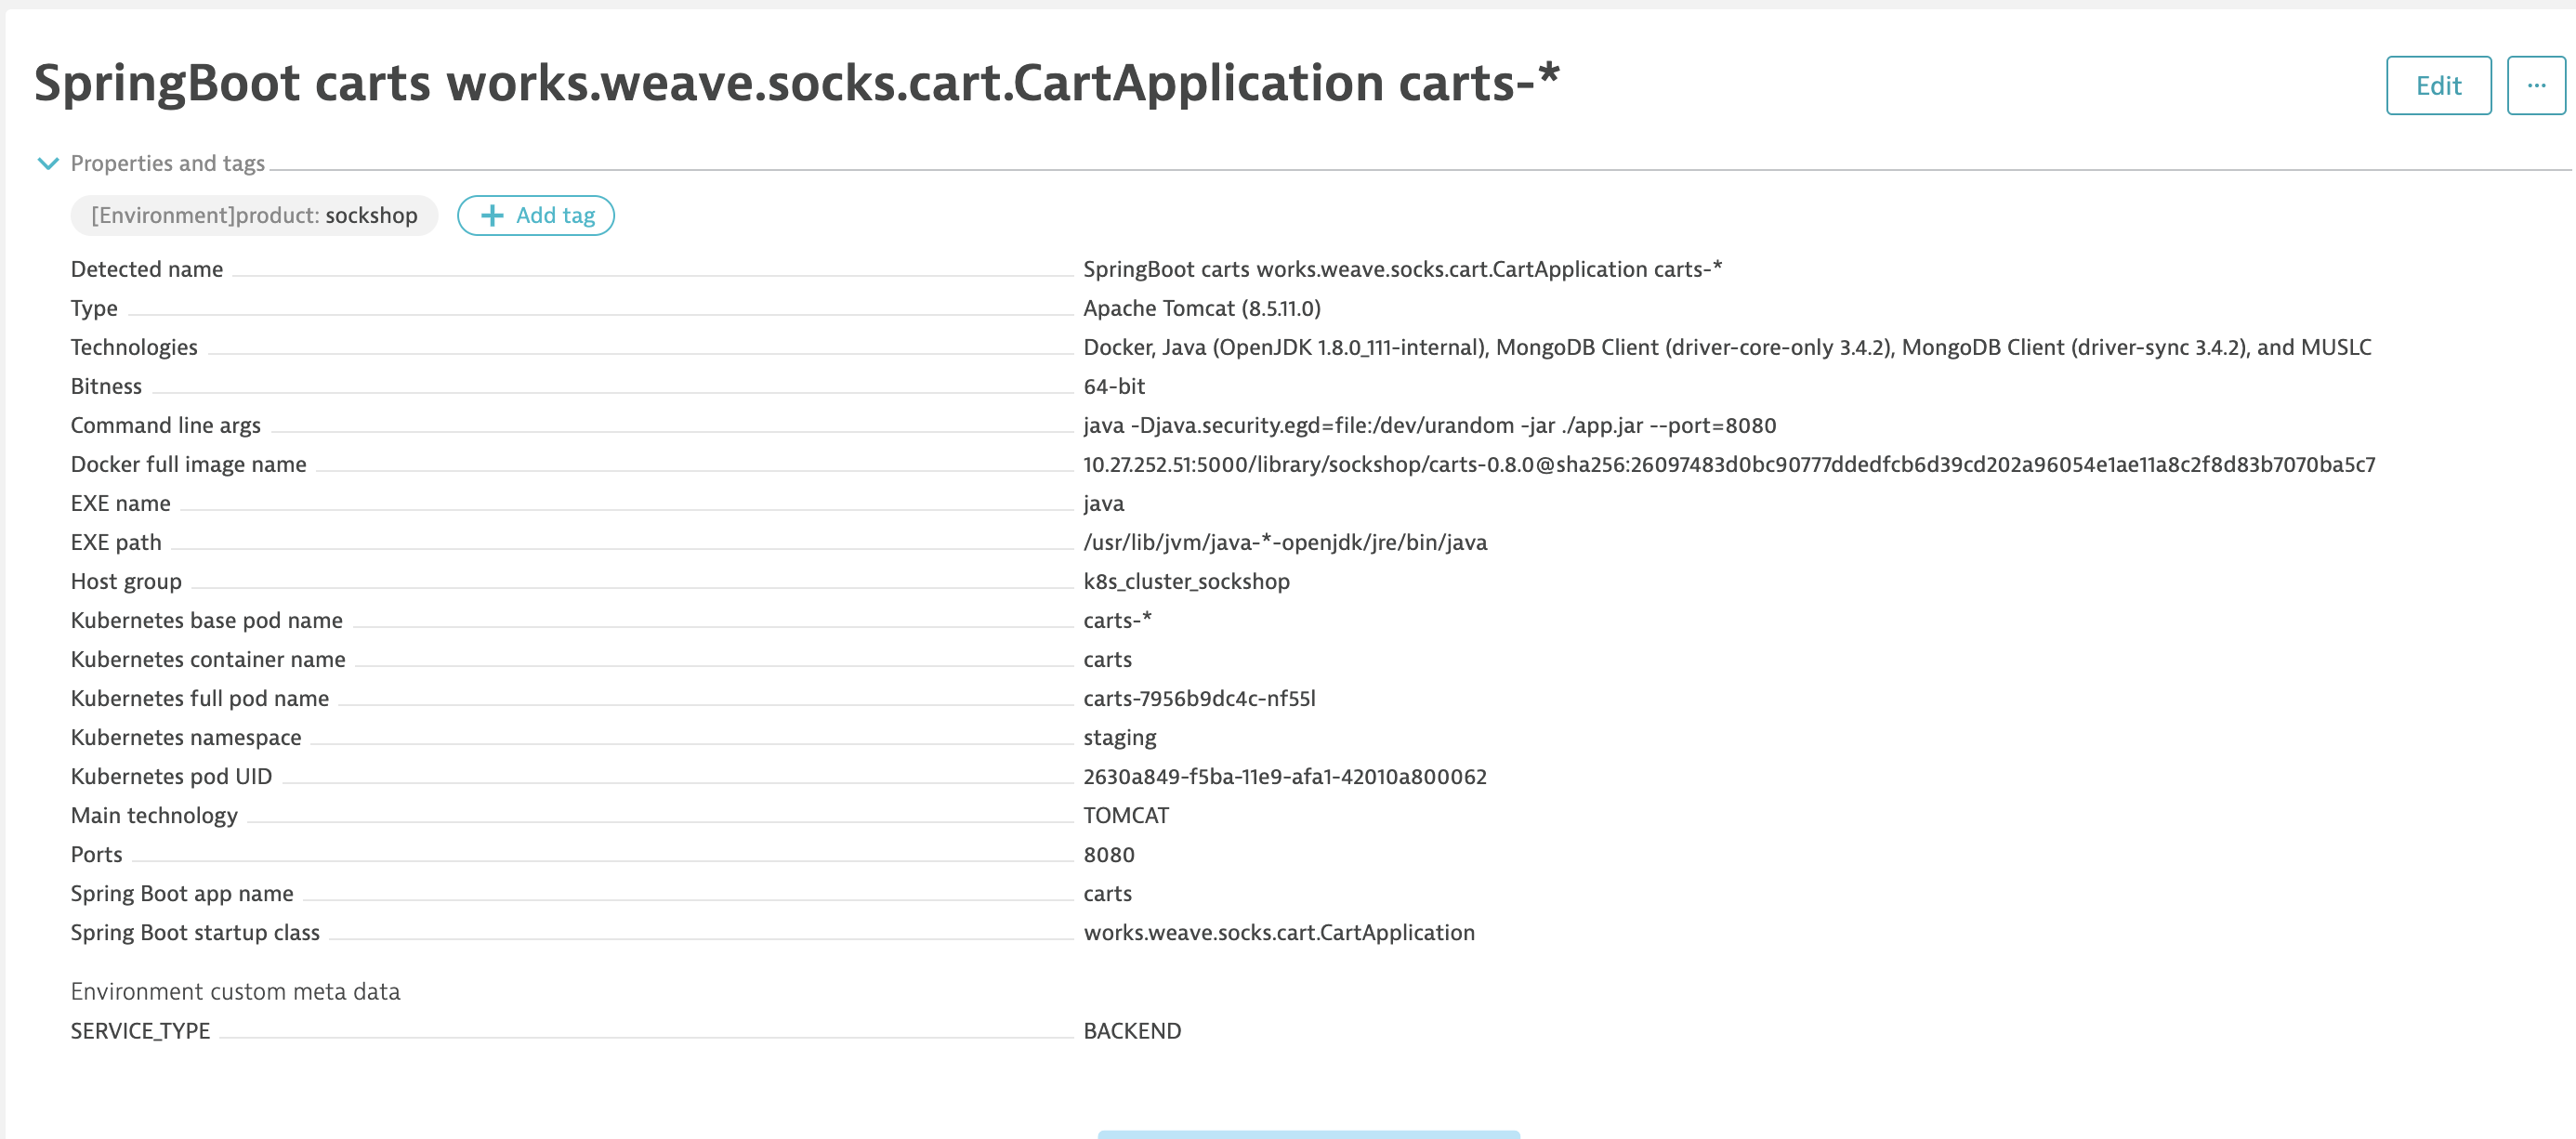 SpringBoot carts works.weave.socks.cart.CartApplication carts-*
Edit ...
Properties and tags
[Environment]product: sockshop + Add tag
Detected name SpringBoot carts works.weave.socks.cart.CartApplication carts-*
Type Apache Tomcat (8.5.11.0)
Technologies Docker, Java (OpenJDK 1.8.0_111-internal), MongoDB Client (driver-core-only 3.4.2), MongoDB Client (driver-sync 3.4.2), and MUSLC
Bitness 64-bit
Command line args java -Djava.security.egd=file:/dev/urandom -jar ./app.jar --port=8080
Docker full image name 10.27.252.51:5000/library/sockshop/carts-0.8.0@sha256:26097483d0bc90777ddedfcb6d39cd202a96054e1ae11a8c2f8d83b7070ba5c7
EXE name java
EXE path /usr/lib/jvm/java-*-openjdk/jre/bin/java
Host group k8s_cluster_sockshop
Kubernetes base pod name carts-*
Kubernetes container name carts
Kubernetes full pod name carts-7956b9dc4c-nf55l
Kubernetes namespace staging
Kubernetes pod UID 2630a849-f5ba-11e9-afa1-42010a800062
Main technology TOMCAT
Ports 8080
Spring Boot app name carts
Spring Boot startup class works.weave.socks.cart.CartApplication
Environment custom meta data
SERVICE_TYPE BACKEND